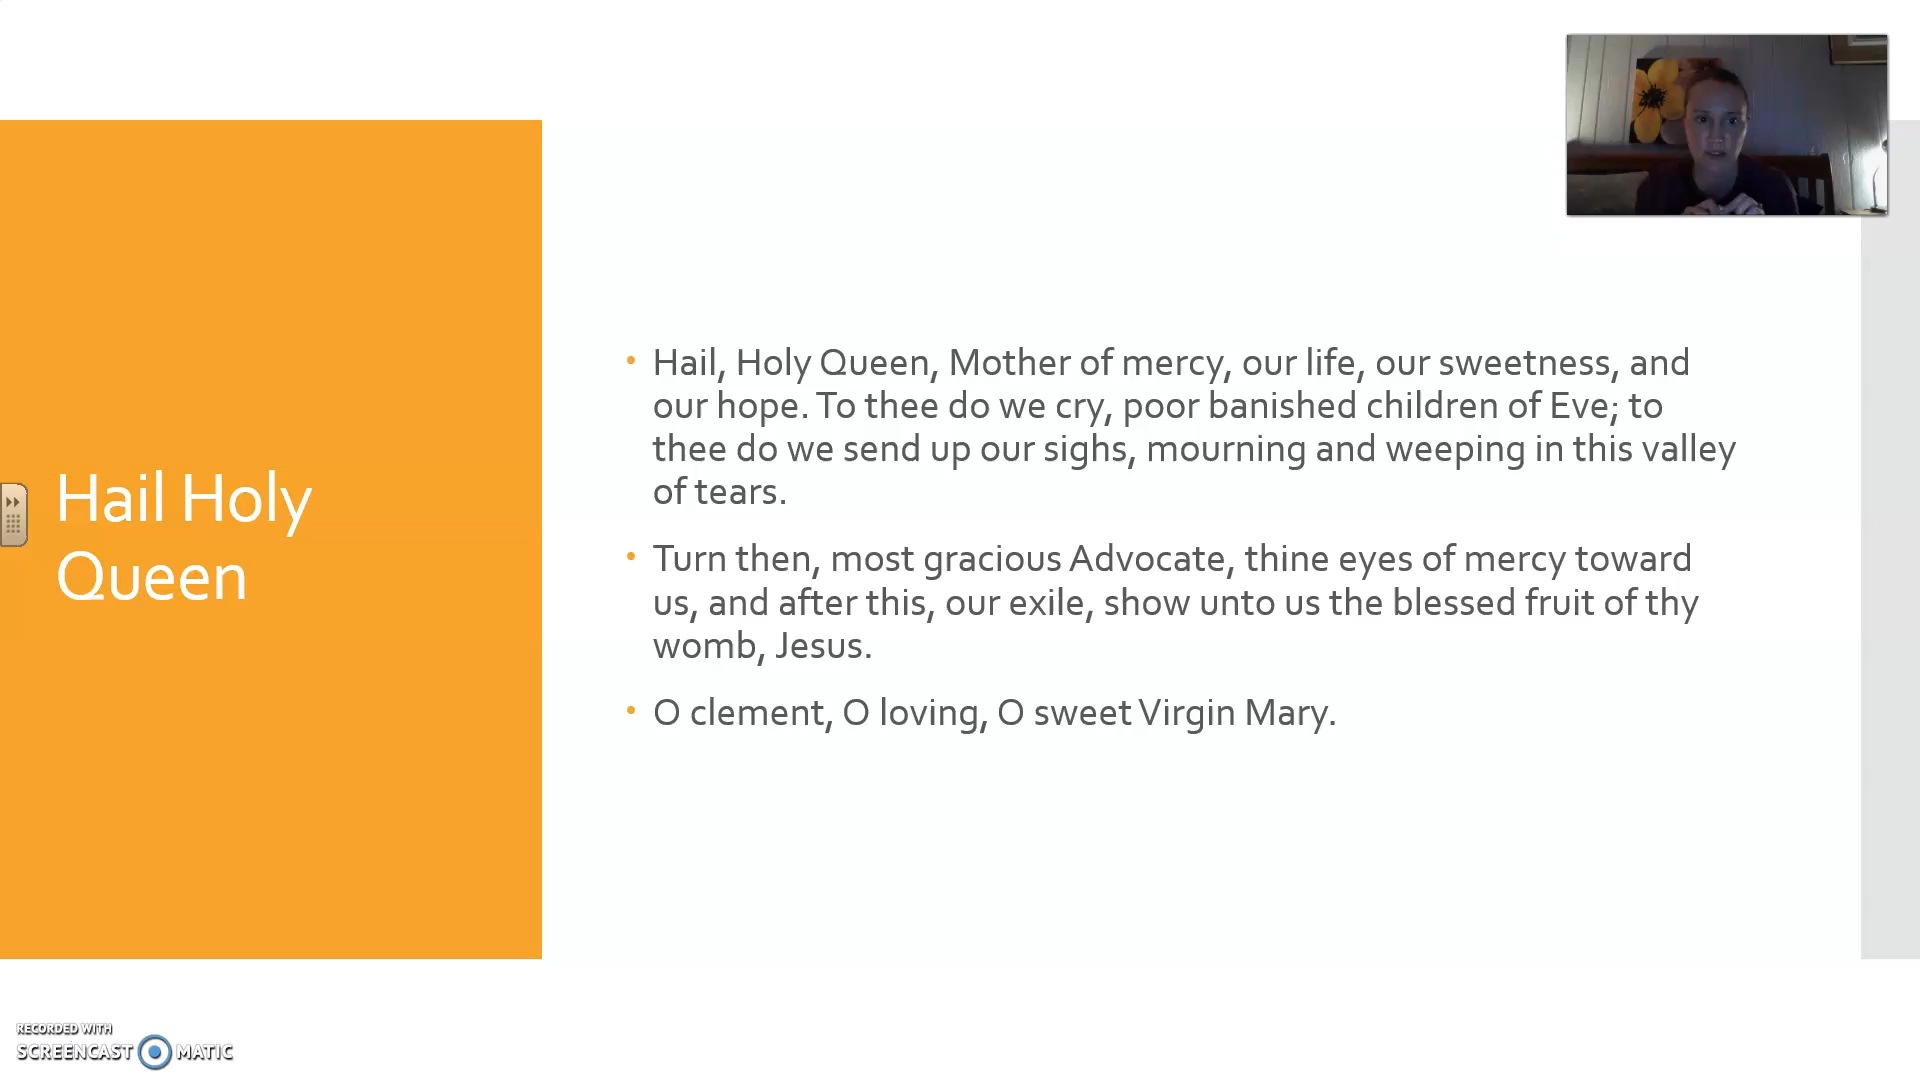 Hail Holy
Queen
• Hail, Holy Queen, Mother of mercy, our life, our sweetness, and
our hope. To thee do we cry, poor banished children of Eve; to
thee do we send up our sighs, mourning and weeping in this valley
of tears.
• Turn then, most gracious Advocate, thine eyes of mercy toward
us, and after this, our exile, show unto us the blessed fruit of thy
womb, Jesus.
• O clement, O loving, O sweet Virgin Mary.
RECORDED WITH
SCREENCAST MATIC